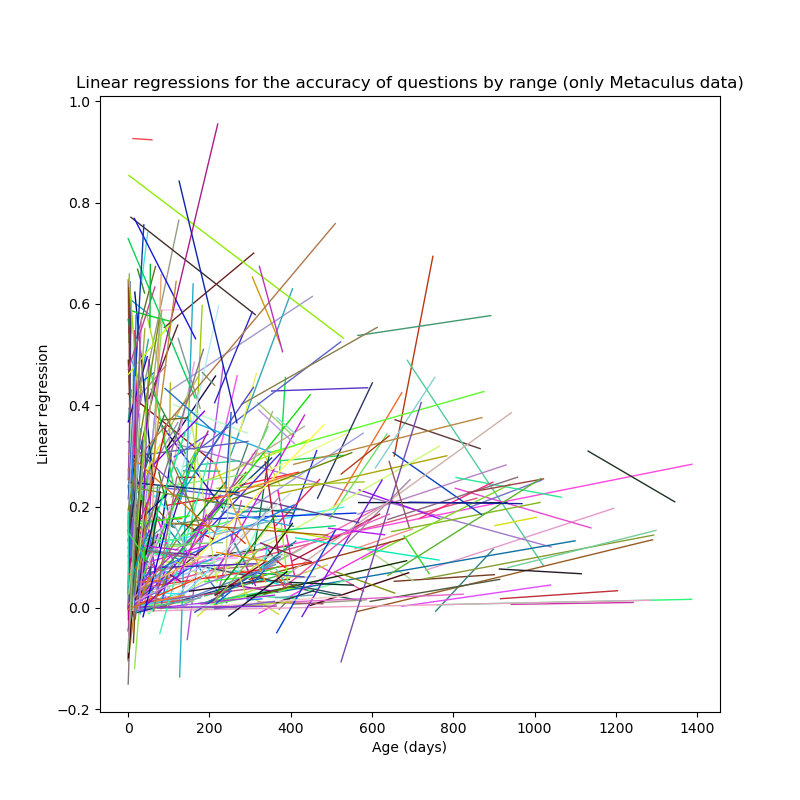 Linear regressions for the accuracy of questions by range (only Metaculus data)
1.0
0.8
0.6
0.4
0.2
0.0
−0.2
Linear regression
0 200 400 600 800 1000 1200 1400
Age (days)